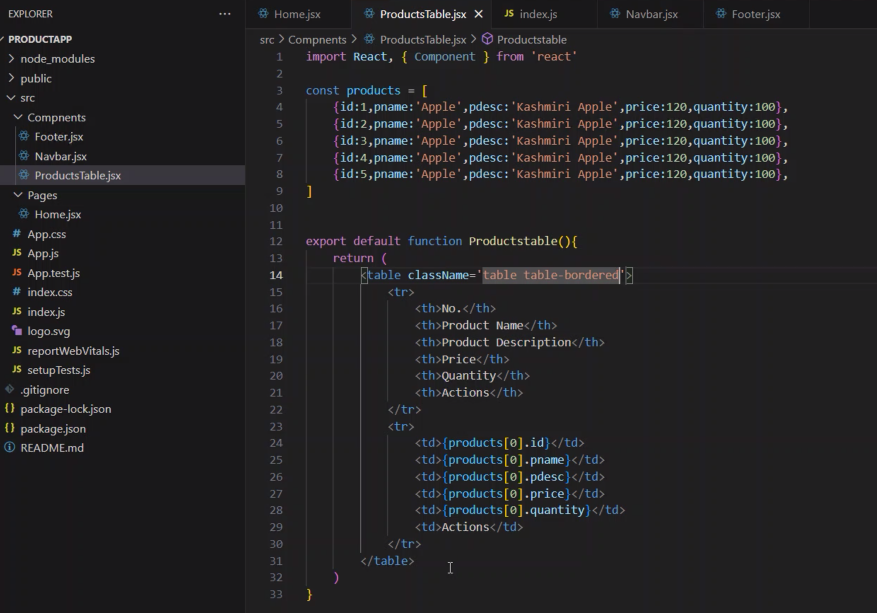 EXPLORER
PRODUCTAPP
node_modules
public
src
Compnents
Footer.jsx
Navbar.jsx
ProductsTable.jsx
Pages
Home.jsx
# App.css
JS App.js
JS App.test.js
# index.css
JS index.js
logo.svg
JS reportWebVitals.js
JS setupTests.js
.gitignore
{} package-lock.json
{} package.json
README.md
Home.jsx ProductsTable.jsx JS index.js Navbar.jsx Footer.jsx
src > Compnents > ProductsTable.jsx > Productstable
1 import React, { Component } from 'react'
2
3 const products = [
4 {id:1,pname:'Apple',pdesc:'Kashmiri Apple',price:120,quantity:100},
5 {id:2,pname:'Apple',pdesc:'Kashmiri Apple',price:120,quantity:100},
6 {id:3,pname:'Apple',pdesc:'Kashmiri Apple',price:120,quantity:100},
7 {id:4,pname:'Apple',pdesc:'Kashmiri Apple',price:120,quantity:100},
8 {id:5,pname:'Apple',pdesc:'Kashmiri Apple',price:120,quantity:100},
9 ]
10
11
12 export default function Productstable(){
13 return (
14 <table className='table table-bordered'>
15 <tr>
16 <th>No.</th>
17 <th>Product Name</th>
18 <th>Product Description</th>
19 <th>Price</th>
20 <th>Quantity</th>
21 <th>Actions</th>
22 </tr>
23 <tr>
24 <td>{products[0].id}</td>
25 <td>{products[0].pname}</td>
26 <td>{products[0].pdesc}</td>
27 <td>{products[0].price}</td>
28 <td>{products[0].quantity}</td>
29 <td>Actions</td>
30 </tr>
31 </table>
32 )
33 }